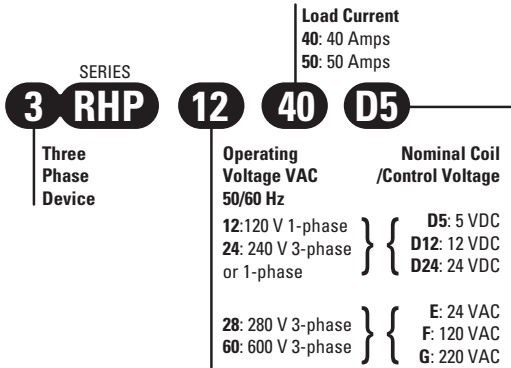 Load Current
40: 40 Amps
50: 50 Amps
SERIES
3 RHP 12 40 D5
Three
Phase
Device
Operating
Voltage VAC
50/60 Hz
12:120 V 1-phase
24: 240 V 3-phase
or 1-phase
28: 280 V 3-phase
60: 600 V 3-phase
Nominal Coil
/Control Voltage
D5: 5 VDC
D12: 12 VDC
D24: 24 VDC
E: 24 VAC
F: 120 VAC
G: 220 VAC